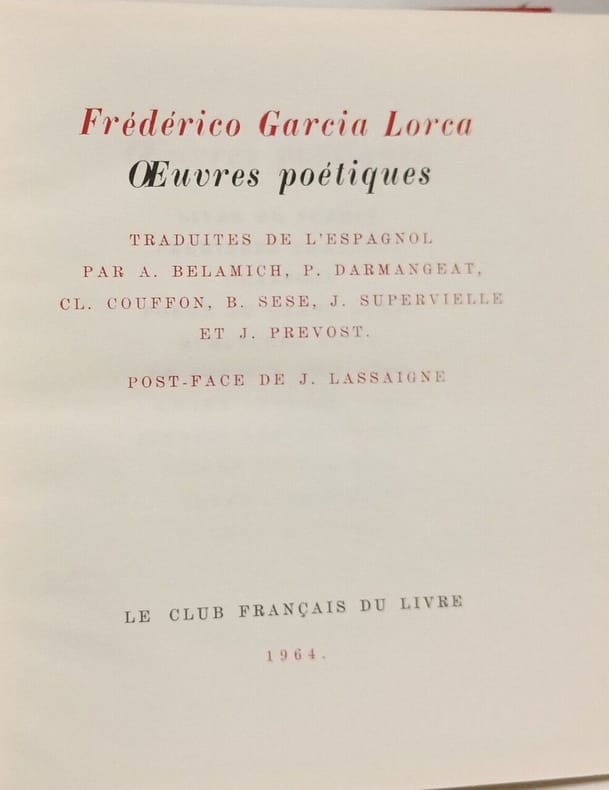 Frédérico Garcia Lorca
Œuvres poétiques
TRADUITES DE L'ESPAGNOL
PAR A. BELAMICH, P. DARMANGEAT,
CL. COUFFON, B. SESE, J. SUPERVIELLE
ET J. PREVOST.
POST-FACE DE J. LASSAIGNE
LE CLUB FRANÇAIS DU LIVRE
1964.